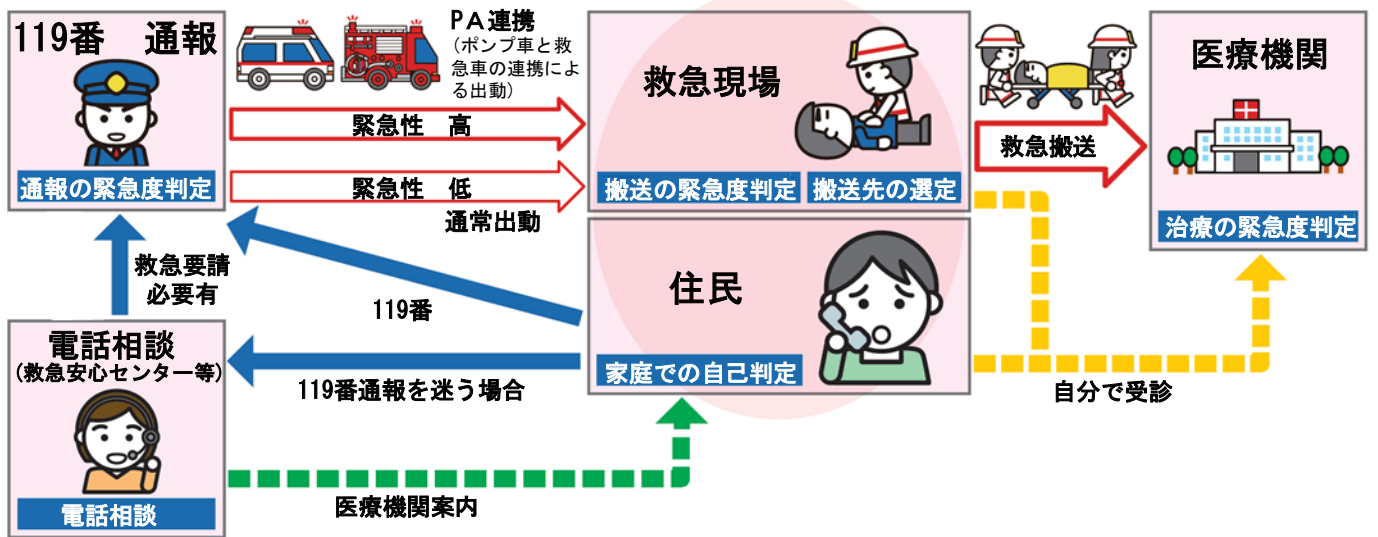 119番　通報
通報の緊急度判定
ＰＡ連携
（ポンプ車と救
急車の連携によ
る出動）
緊急性　高
緊急性　低
通常出動
救急現場
搬送の緊急度判定
搬送先の選定
救急搬送
医療機関
治療の緊急度判定
救急要請
必要有
119番
住民
家庭での自己判定
電話相談
（救急安心センター等）
電話相談
119番通報を迷う場合
自分で受診
医療機関案内